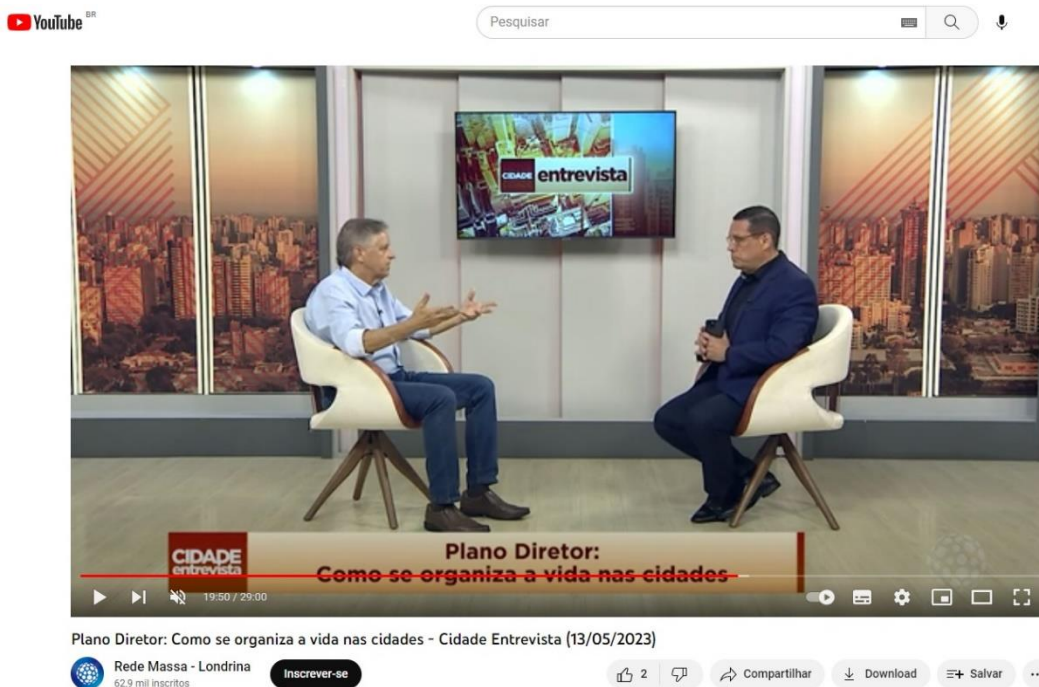 YouTube BR
Pesquisar
CIDADE entrevista
CIDADE
entrevista
Plano Diretor:
Como se organiza a vida nas cidades
19:50 / 29:00
Plano Diretor: Como se organiza a vida nas cidades - Cidade Entrevista (13/05/2023)
Rede Massa - Londrina
62,9 mil inscritos
Inscrever-se
2
Compartilhar
Download
Salvar